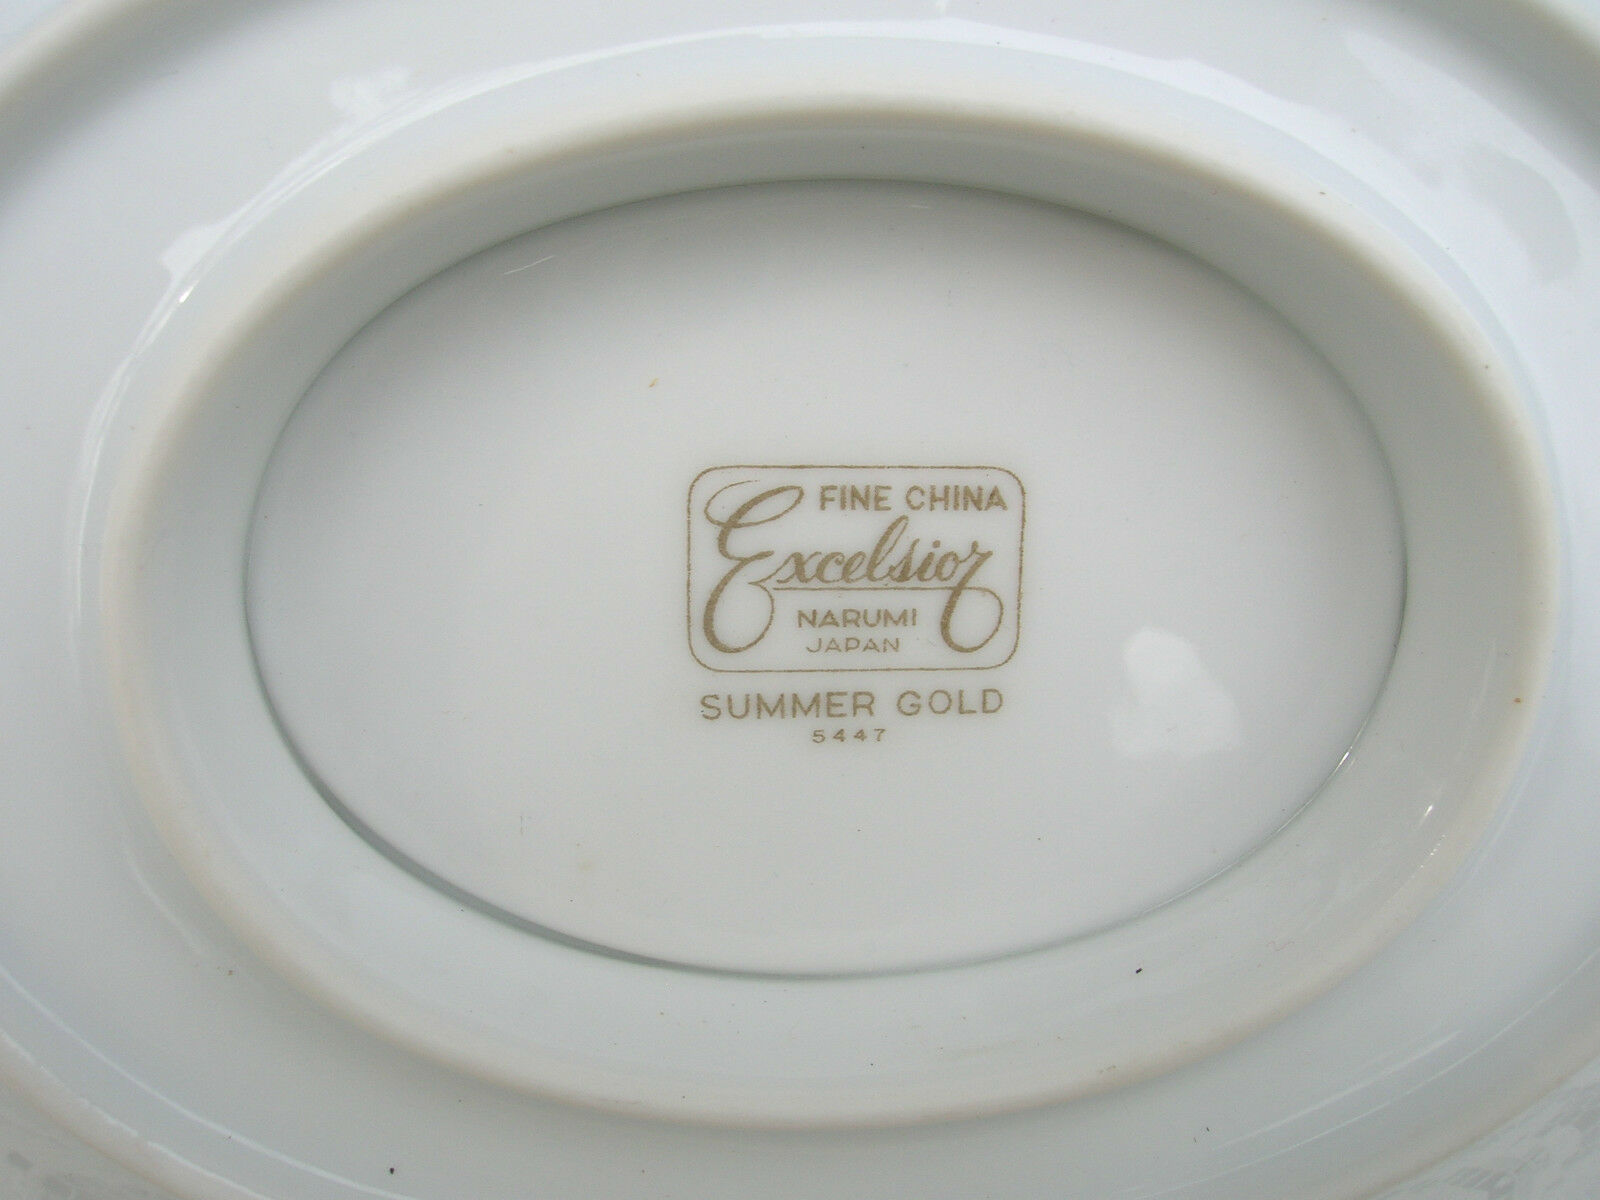 FINE CHINA
Excelsior
NARUMI
JAPAN
SUMMER GOLD
5447